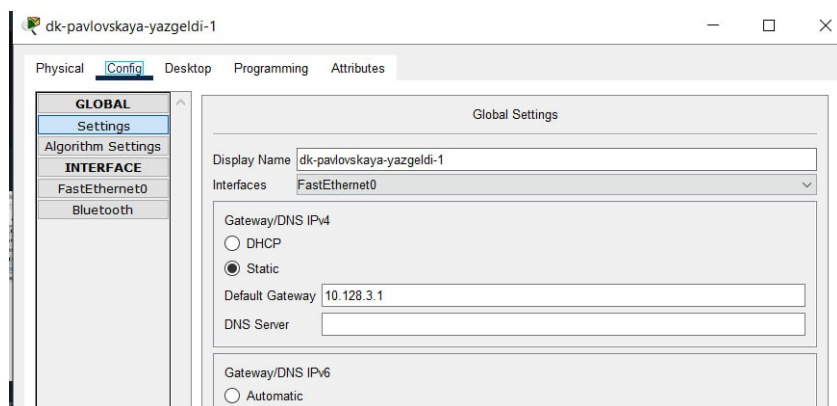 dk-pavlovskaya-yazgeldi-1
Physical Config Desktop Programming Attributes
GLOBAL
Settings
Algorithm Settings
INTERFACE
FastEthernet0
Bluetooth
Global Settings
Display Name dk-pavlovskaya-yazgeldi-1
Interfaces FastEthernet0
Gateway/DNS IPv4
DHCP
Static
Default Gateway 10.128.3.1
DNS Server
Gateway/DNS IPv6
Automatic